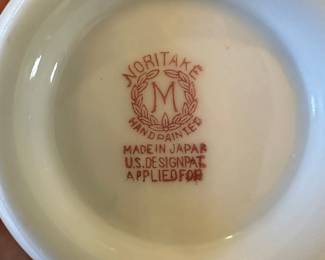 NORITAKE
M
HANDPAINTED
MADE IN JAPAN
U.S. DESIGN PAT.
APPLIED FOR